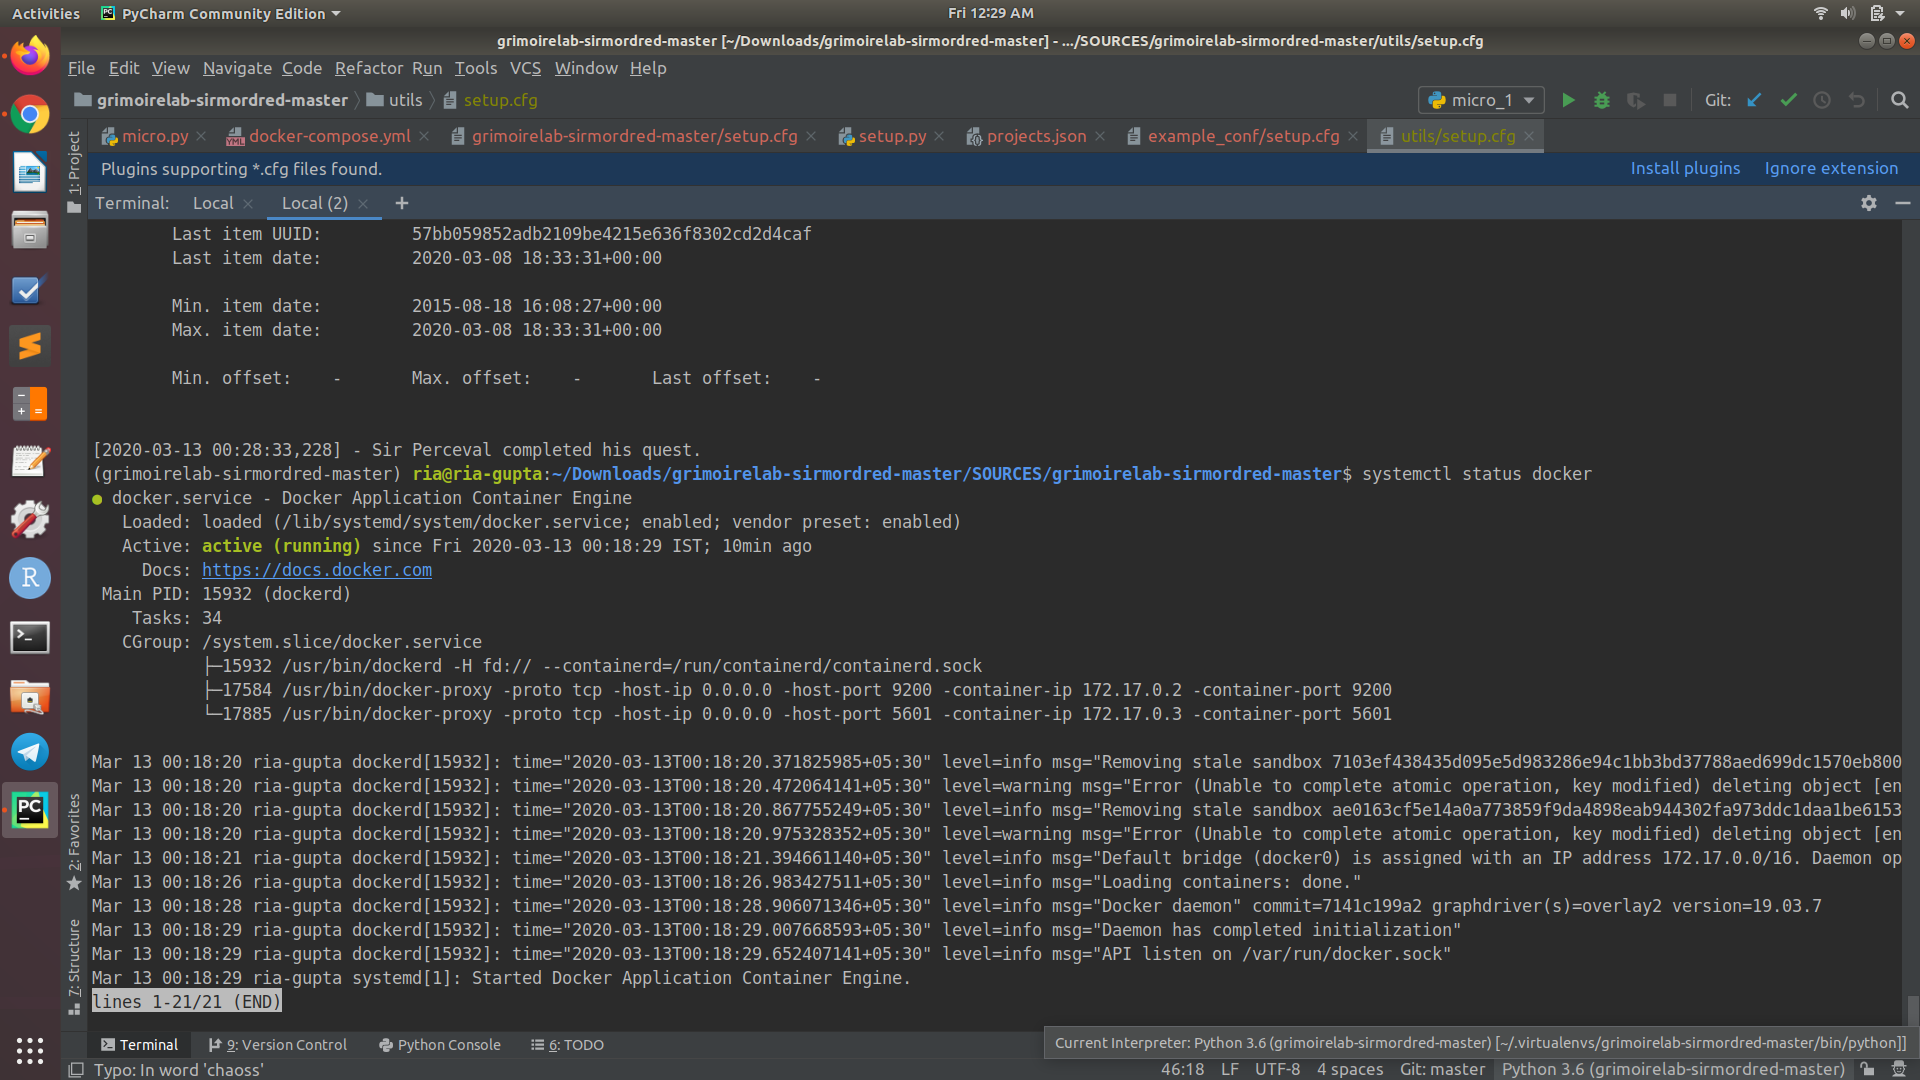 Activities PyCharm Community Edition Fri 12:29 AM
grimoirelab-sirmordred-master [~/Downloads/grimoirelab-sirmordred-master] - .../SOURCES/grimoirelab-sirmordred-master/utils/setup.cfg
File Edit View Navigate Code Refactor Run Tools VCS Window Help
grimoirelab-sirmordred-master utils setup.cfg micro_1 Git:
micro.py docker-compose.yml grimoirelab-sirmordred-master/setup.cfg setup.py projects.json example_conf/setup.cfg utils/setup.cfg
1: Project
Plugins supporting *.cfg files found. Install plugins Ignore extension
Terminal: Local Local (2) +
Last item UUID: 57bb059852adb2109be4215e636f8302cd2d4caf
Last item date: 2020-03-08 18:33:31+00:00
Min. item date: 2015-08-18 16:08:27+00:00
Max. item date: 2020-03-08 18:33:31+00:00
Min. offset: - Max. offset: - Last offset: -
[2020-03-13 00:28:33,228] - Sir Perceval completed his quest.
(grimoirelab-sirmordred-master) ria@ria-gupta:~/Downloads/grimoirelab-sirmordred-master/SOURCES/grimoirelab-sirmordred-master$ systemctl status docker
● docker.service - Docker Application Container Engine
Loaded: loaded (/lib/systemd/system/docker.service; enabled; vendor preset: enabled)
Active: active (running) since Fri 2020-03-13 00:18:29 IST; 10min ago
Docs: https://docs.docker.com
Main PID: 15932 (dockerd)
Tasks: 34
CGroup: /system.slice/docker.service
├─15932 /usr/bin/dockerd -H fd:// --containerd=/run/containerd/containerd.sock
├─17584 /usr/bin/docker-proxy -proto tcp -host-ip 0.0.0.0 -host-port 9200 -container-ip 172.17.0.2 -container-port 9200
└─17885 /usr/bin/docker-proxy -proto tcp -host-ip 0.0.0.0 -host-port 5601 -container-ip 172.17.0.3 -container-port 5601
Mar 13 00:18:20 ria-gupta dockerd[15932]: time="2020-03-13T00:18:20.371825985+05:30" level=info msg="Removing stale sandbox 7103ef438435d095e5d983286e94c1bb3bd37788aed699dc1570eb800
Mar 13 00:18:20 ria-gupta dockerd[15932]: time="2020-03-13T00:18:20.472064141+05:30" level=warning msg="Error (Unable to complete atomic operation, key modified) deleting object [en
Mar 13 00:18:20 ria-gupta dockerd[15932]: time="2020-03-13T00:18:20.867755249+05:30" level=info msg="Removing stale sandbox ae0163cf5e14a0a773859f9da4898eab944302fa973ddc1daa1be6153
Mar 13 00:18:20 ria-gupta dockerd[15932]: time="2020-03-13T00:18:20.975328352+05:30" level=warning msg="Error (Unable to complete atomic operation, key modified) deleting object [en
Mar 13 00:18:21 ria-gupta dockerd[15932]: time="2020-03-13T00:18:21.394661140+05:30" level=info msg="Default bridge (docker0) is assigned with an IP address 172.17.0.0/16. Daemon op
Mar 13 00:18:26 ria-gupta dockerd[15932]: time="2020-03-13T00:18:26.983427511+05:30" level=info msg="Loading containers: done."
Mar 13 00:18:28 ria-gupta dockerd[15932]: time="2020-03-13T00:18:28.906071346+05:30" level=info msg="Docker daemon" commit=7141c199a2 graphdriver(s)=overlay2 version=19.03.7
Mar 13 00:18:29 ria-gupta dockerd[15932]: time="2020-03-13T00:18:29.007668593+05:30" level=info msg="Daemon has completed initialization"
Mar 13 00:18:29 ria-gupta dockerd[15932]: time="2020-03-13T00:18:29.652407141+05:30" level=info msg="API listen on /var/run/docker.sock"
Mar 13 00:18:29 ria-gupta systemd[1]: Started Docker Application Container Engine.
lines 1-21/21 (END)
2: Favorites
7: Structure
Terminal 9: Version Control Python Console 6: TODO
Current Interpreter: Python 3.6 (grimoirelab-sirmordred-master) [~/.virtualenvs/grimoirelab-sirmordred-master/bin/python]]
Typo: In word 'chaoss' 46:18 LF UTF-8 4 spaces Git: master Python 3.6 (grimoirelab-sirmordred-master)